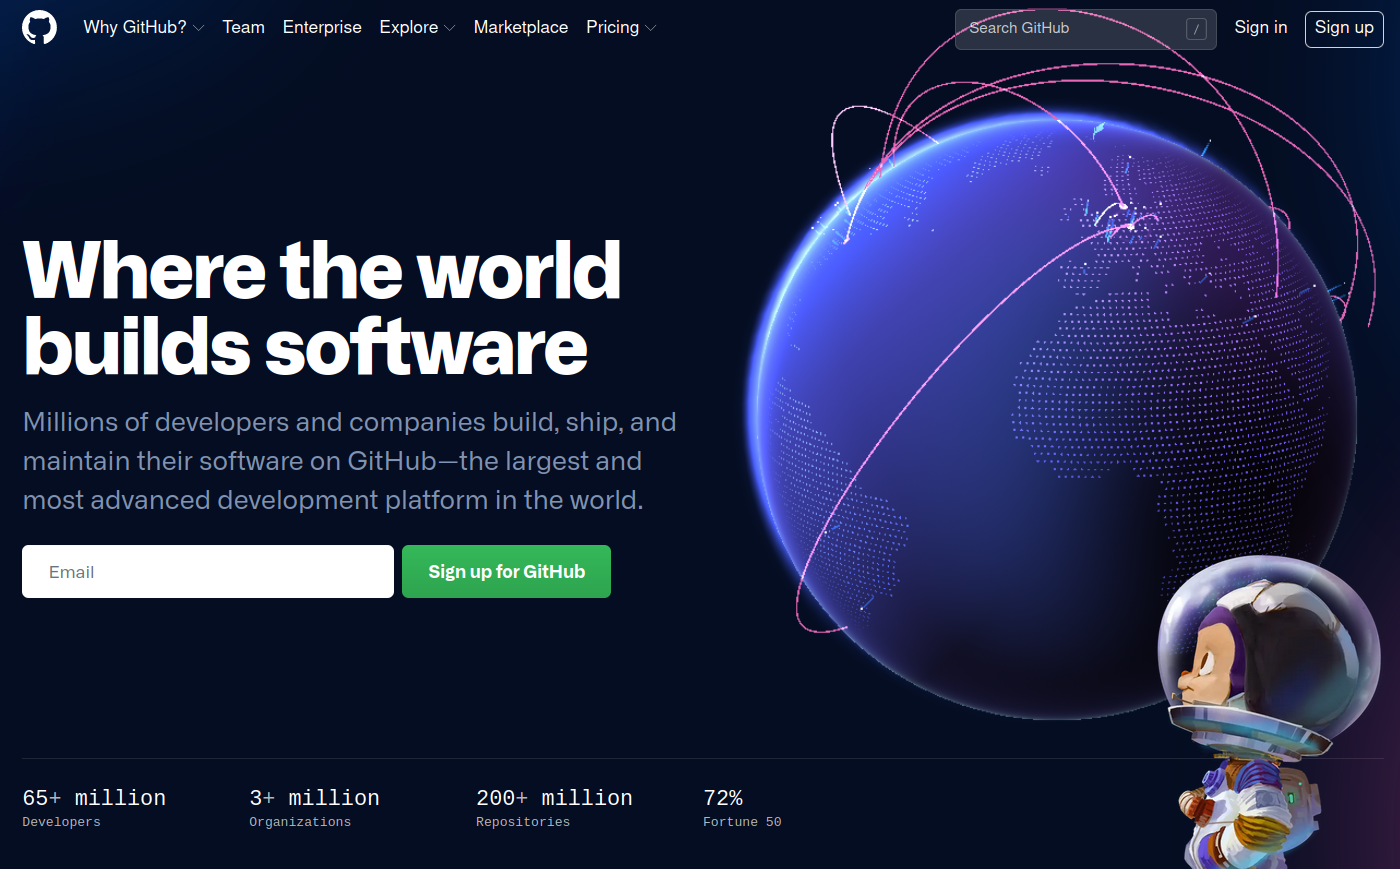 Why GitHub? Team Enterprise Explore Marketplace Pricing Search GitHub / Sign in Sign up
Where the world
builds software
Millions of developers and companies build, ship, and
maintain their software on GitHub—the largest and
most advanced development platform in the world.
Email Sign up for GitHub
65+ million 3+ million 200+ million 72%
Developers Organizations Repositories Fortune 50